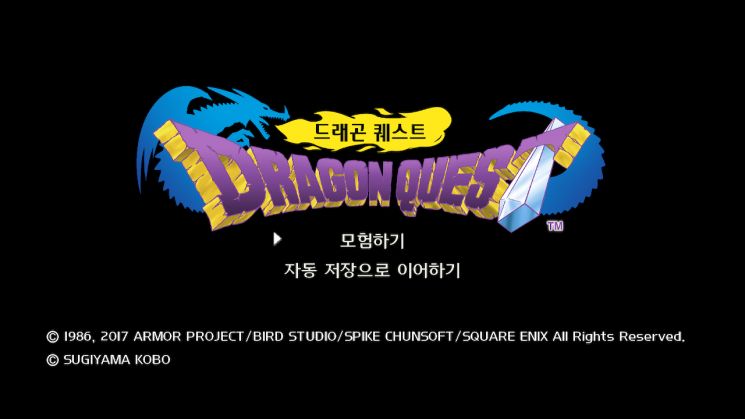 드래곤 퀘스트
DRAGON QUEST
TM
모험하기
자동 저장으로 이어하기
© 1986, 2017 ARMOR PROJECT/BIRD STUDIO/SPIKE CHUNSOFT/SQUARE ENIX All Rights Reserved.
© SUGIYAMA KOBO